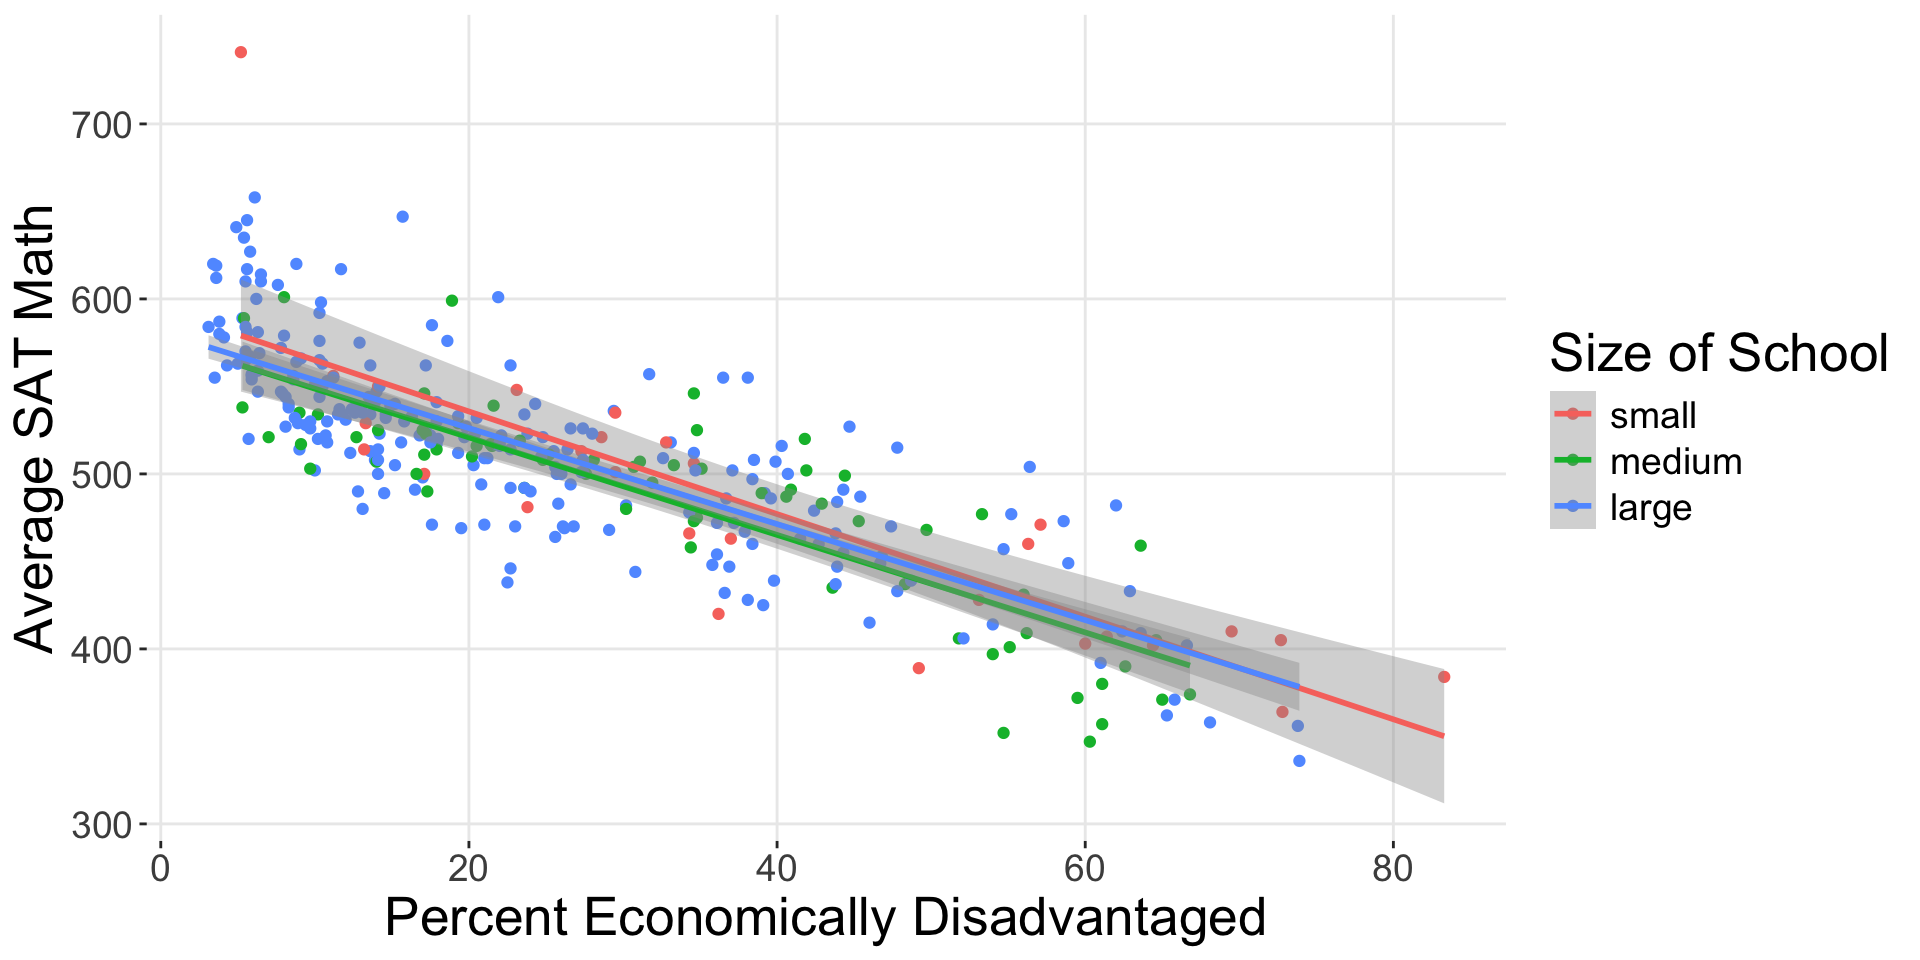 700
600
500
400
300
0 20 40 60 80
Average SAT Math
Percent Economically Disadvantaged
Size of School
small
medium
large